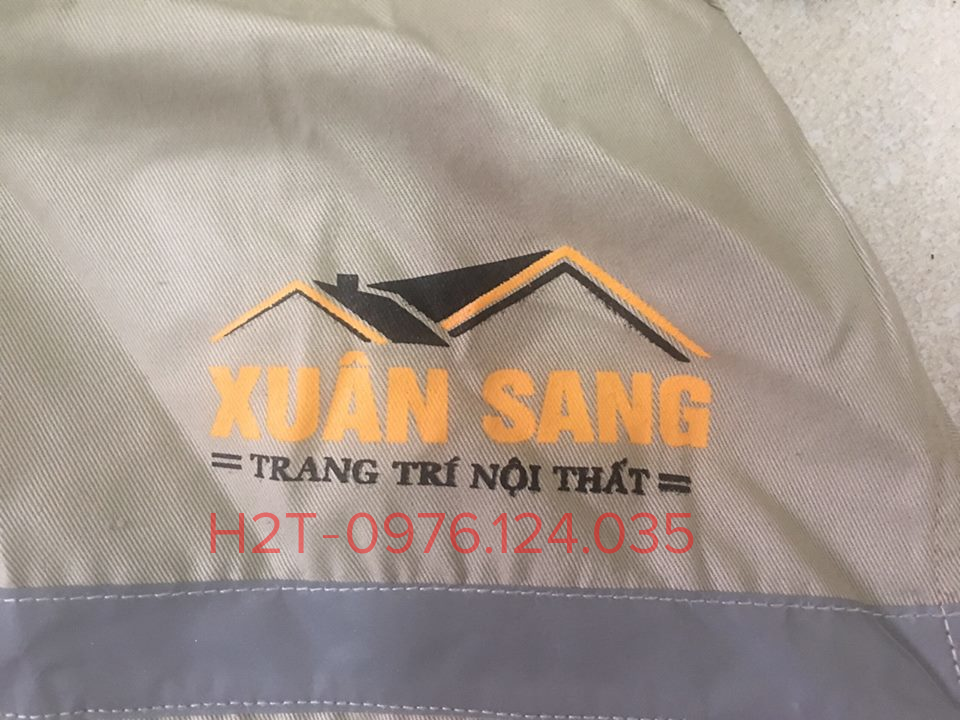 XUÂN SANG
= TRANG TRÍ NỘI THẤT =
H2T-0976.124.035